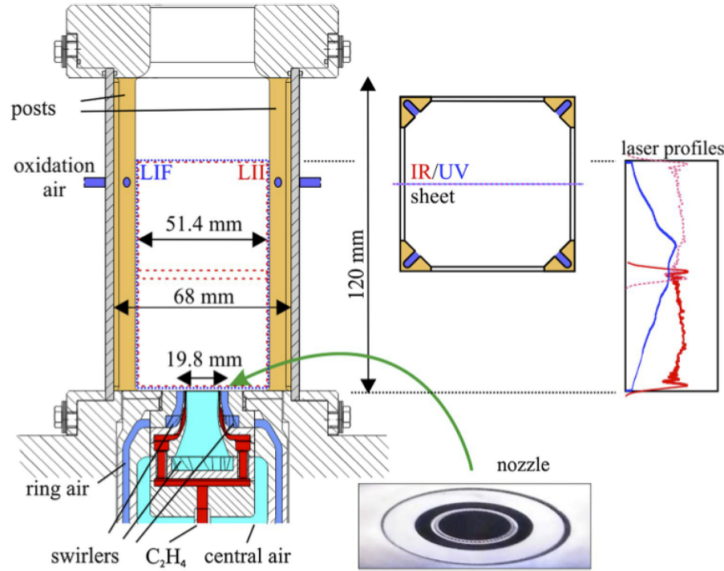 posts
oxidation
air
LIF
LII
51.4 mm
68 mm
19.8 mm
120 mm
IR/UV
sheet
laser profiles
ring air
swirlers
C₂H₄
central air
nozzle